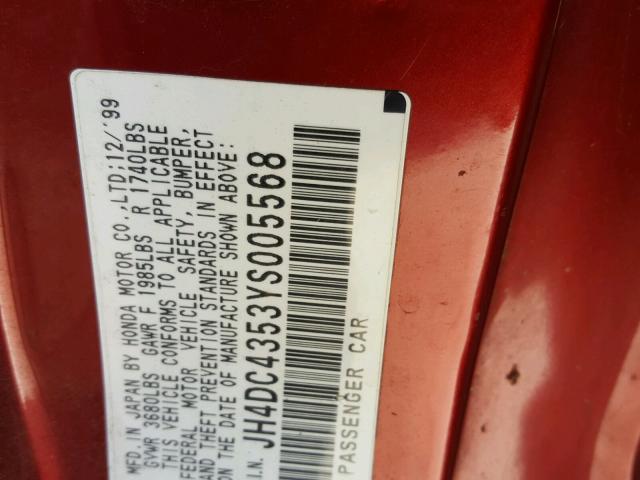 MFD. IN JAPAN BY HONDA MOTOR CO.,LTD;12/'99
GVWR 3680LBS GAWR F 1985LBS R 1740LBS
THIS VEHICLE CONFORMS TO ALL APPLICABLE
FEDERAL MOTOR VEHICLE SAFETY, BUMPER,
AND THEFT PREVENTION STANDARDS IN EFFECT
ON THE DATE OF MANUFACTURE SHOWN ABOVE:
I.N. JH4DC4353YS005568
PASSENGER CAR